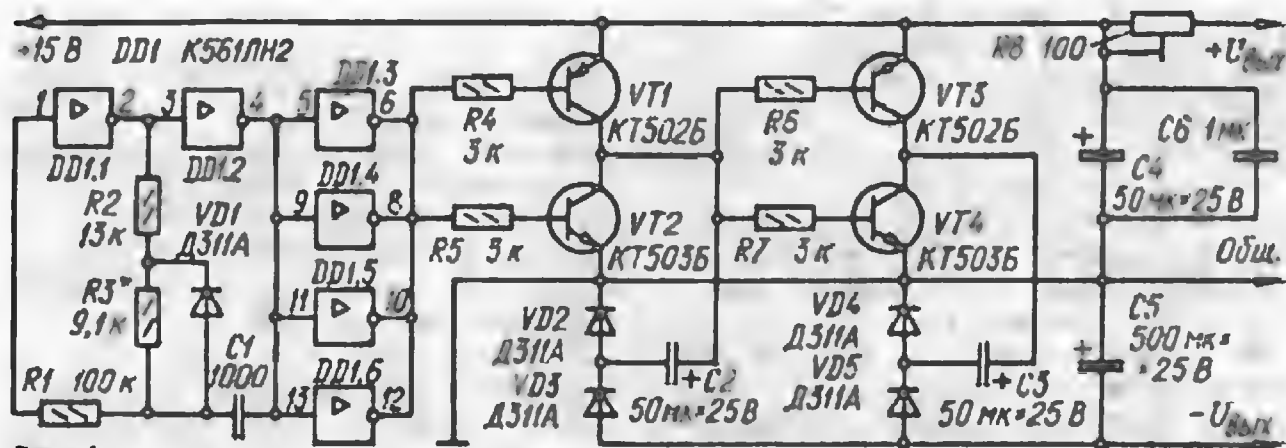 +15 В DD1 К561ЛН2
R8 100
+Uвых
1 2 3 4 5 DD1.3 6
DD1.1
DD1.2
R4
3 к
VT1
КТ502Б
R6
3 к
VT3
КТ502Б
C6 1 мк
+
C4
50 мк × 25 В
R2
13 к
VD1
Д311А
DD1.4
9 8
R5 3 к
VT2
КТ503Б
R7 3 к
VT4
КТ503Б
Общ.
R3*
9,1 к
11 DD1.5 10
VD2
Д311А
VD3
Д311А
+C2
50 мк × 25 В
VD4
Д311А
VD5
Д311А
+C3
50 мк × 25 В
C5
500 мк ×
× 25 В
+
R1 100 к
C1
1000
DD1.6
13 12
-Uвых